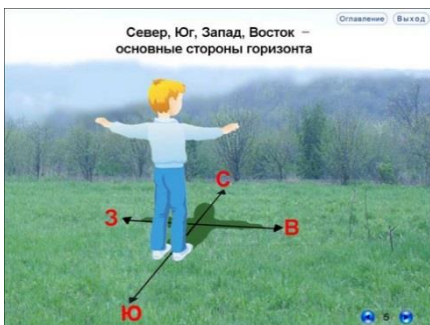 Оглавление Выход
Север, Юг, Запад, Восток –
основные стороны горизонта
С
З
В
Ю
5